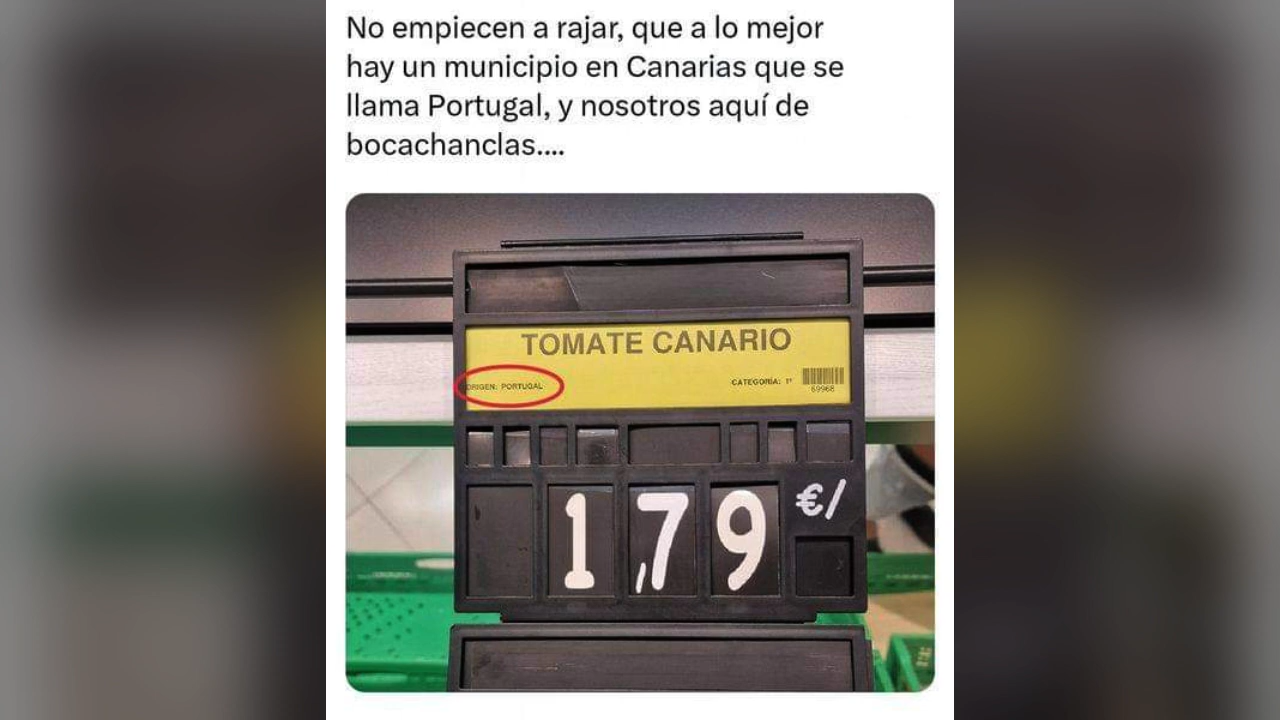 No empiecen a rajar, que a lo mejor
hay un municipio en Canarias que se
llama Portugal, y nosotros aquí de
bocachanclas....
TOMATE CANARIO
ORIGEN: PORTUGAL
CATEGORÍA: 1ª
69968
1,79 €/